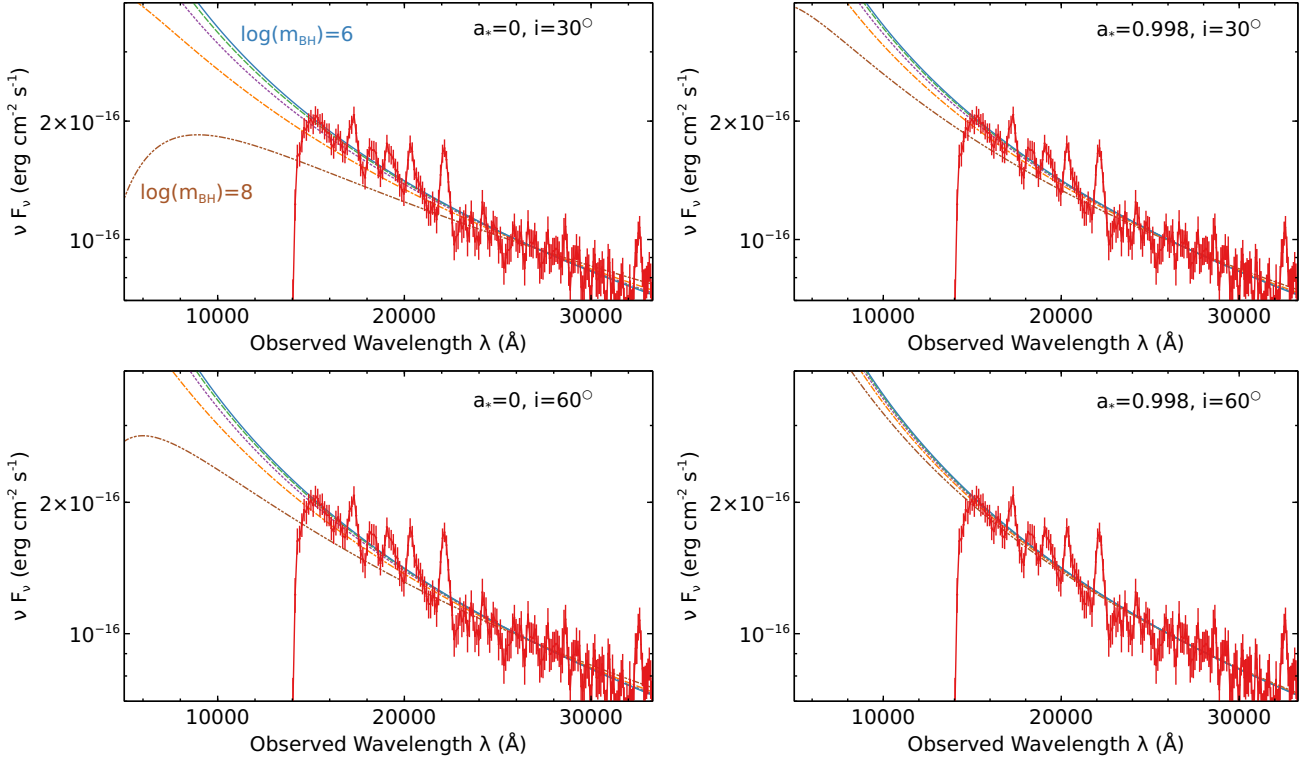 log(m_BH)=6
a_*=0, i=30°
log(m_BH)=8
2×10^-16
10^-16
ν F_ν (erg cm^-2 s^-1)
10000 20000 30000
Observed Wavelength λ (Å)
a_*=0.998, i=30°
2×10^-16
10^-16
ν F_ν (erg cm^-2 s^-1)
10000 20000 30000
Observed Wavelength λ (Å)
a_*=0, i=60°
2×10^-16
10^-16
ν F_ν (erg cm^-2 s^-1)
10000 20000 30000
Observed Wavelength λ (Å)
a_*=0.998, i=60°
2×10^-16
10^-16
ν F_ν (erg cm^-2 s^-1)
10000 20000 30000
Observed Wavelength λ (Å)